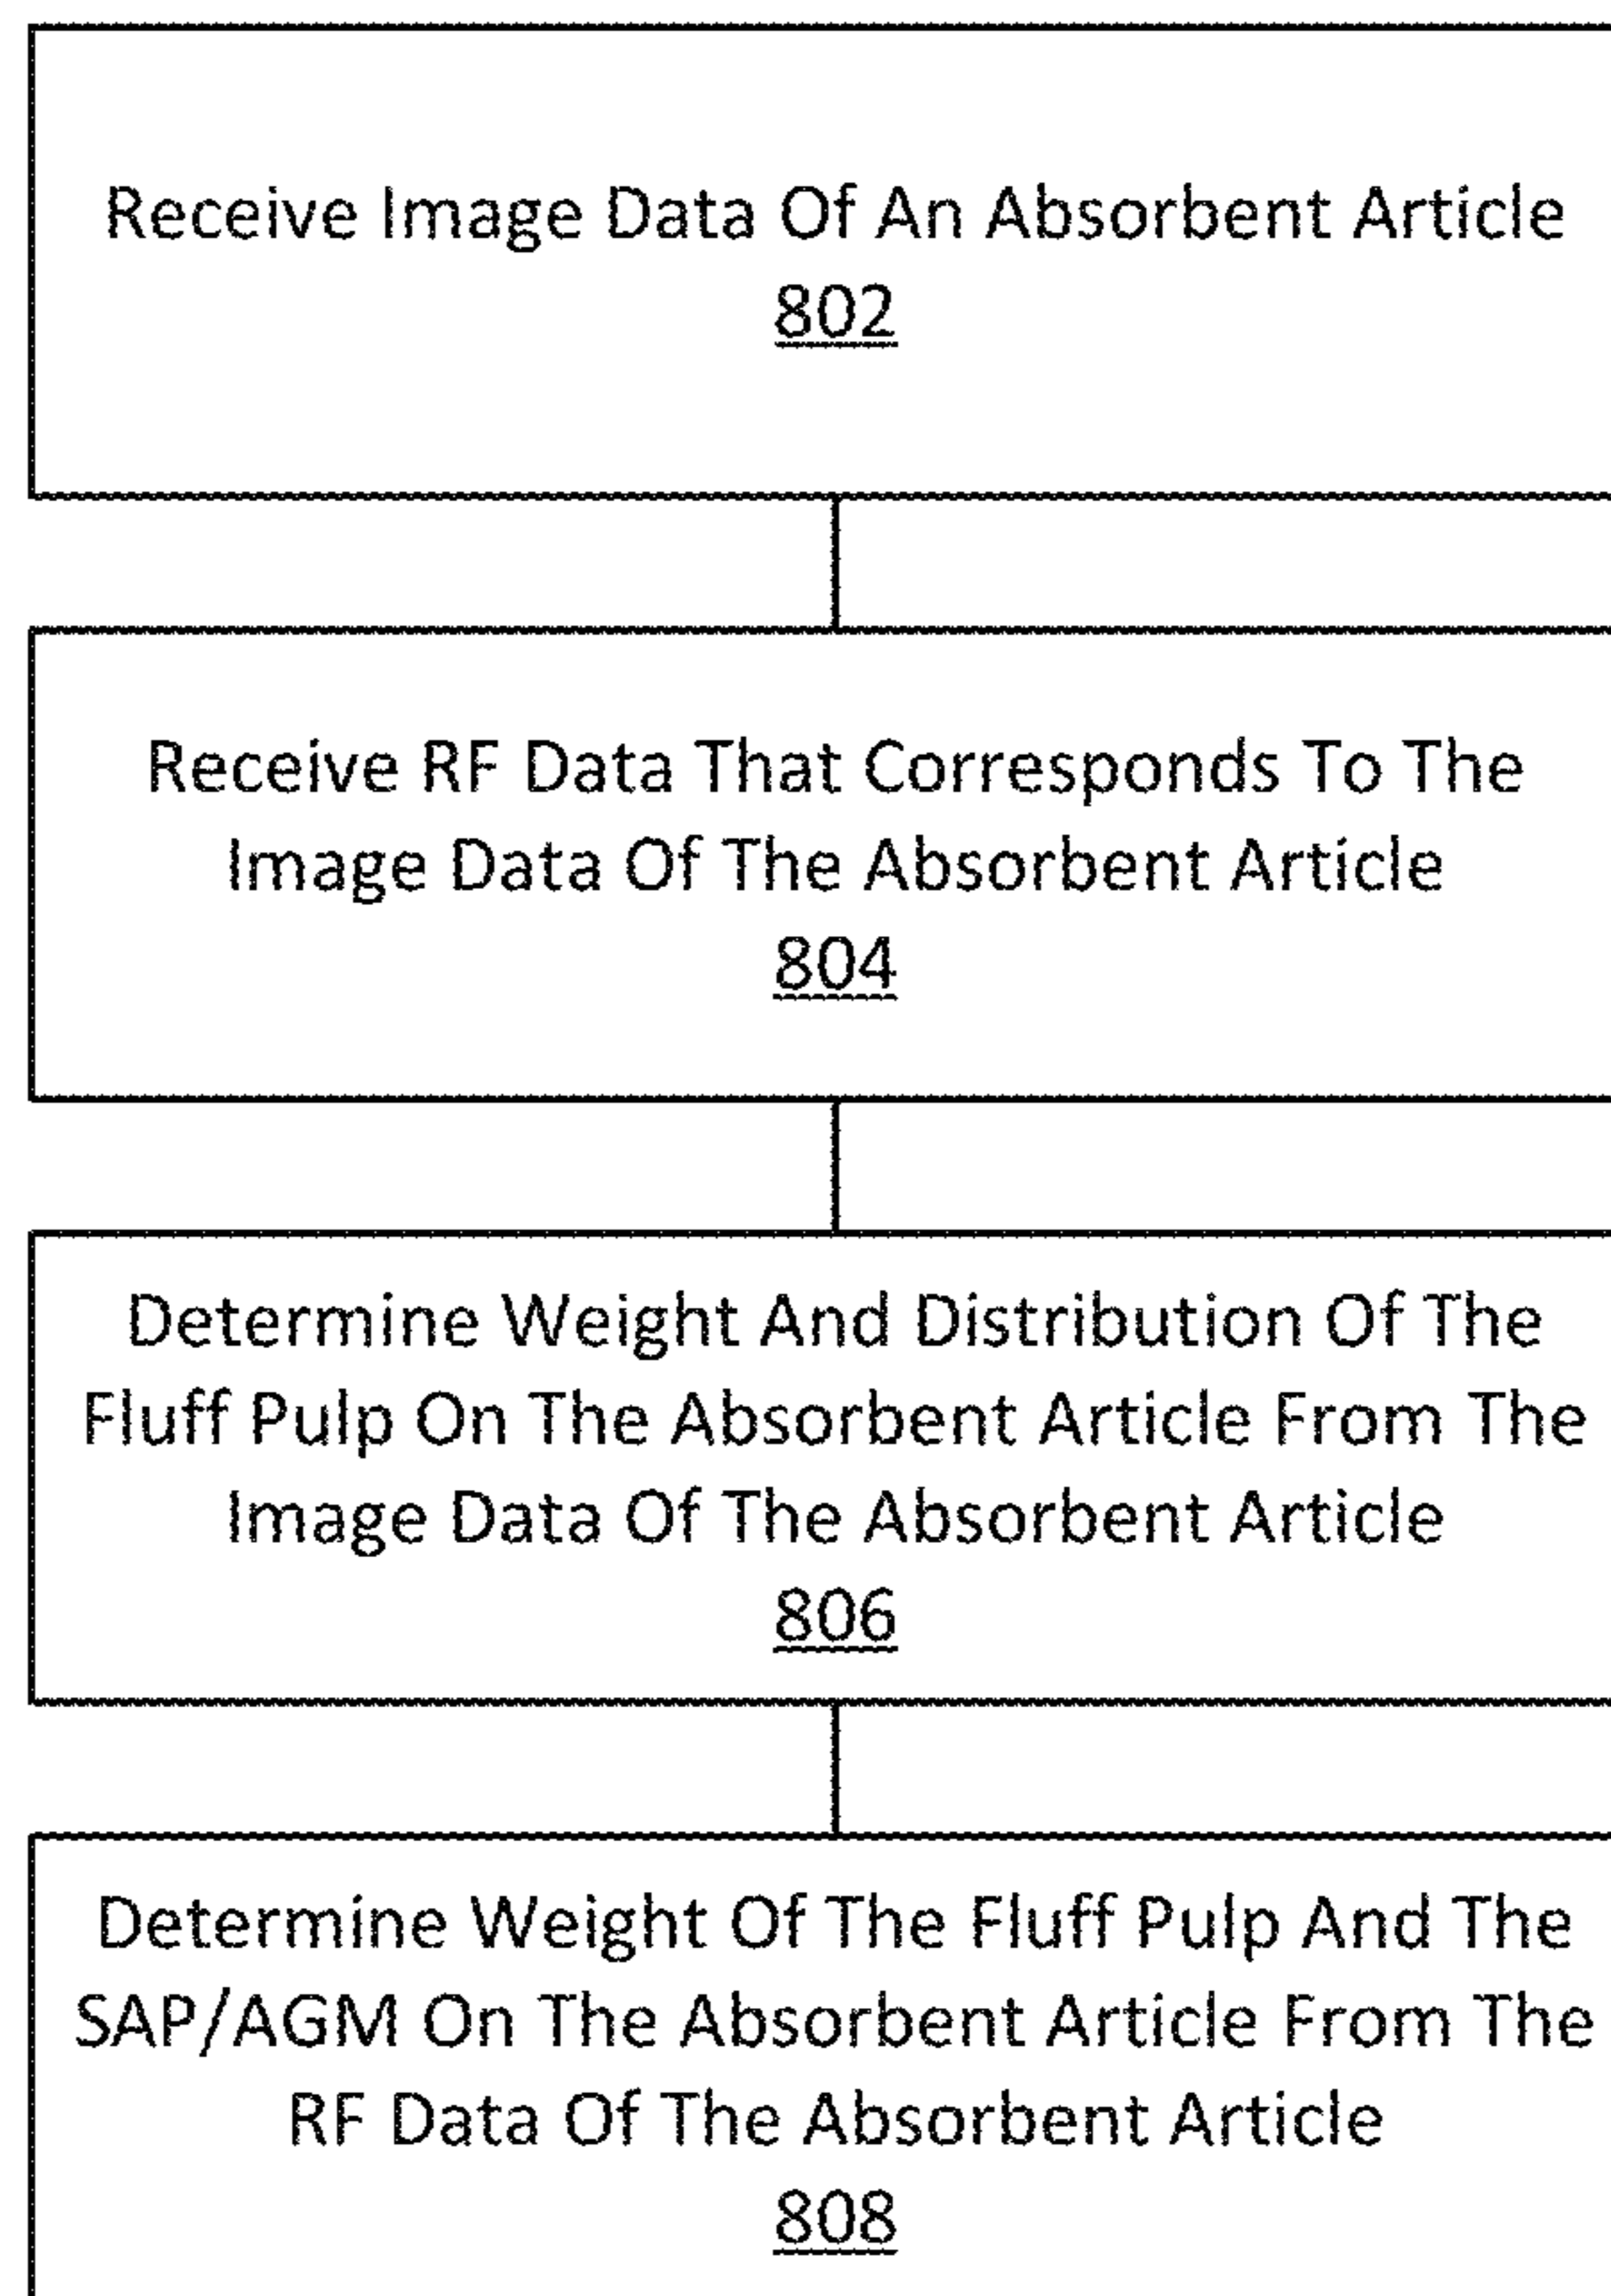 Receive Image Data Of An Absorbent Article
802
Receive RF Data That Corresponds To The
Image Data Of The Absorbent Article
804
Determine Weight And Distribution Of The
Fluff Pulp On The Absorbent Article From The
Image Data Of The Absorbent Article
806
Determine Weight Of The Fluff Pulp And The
SAP/AGM On The Absorbent Article From The
RF Data Of The Absorbent Article
808